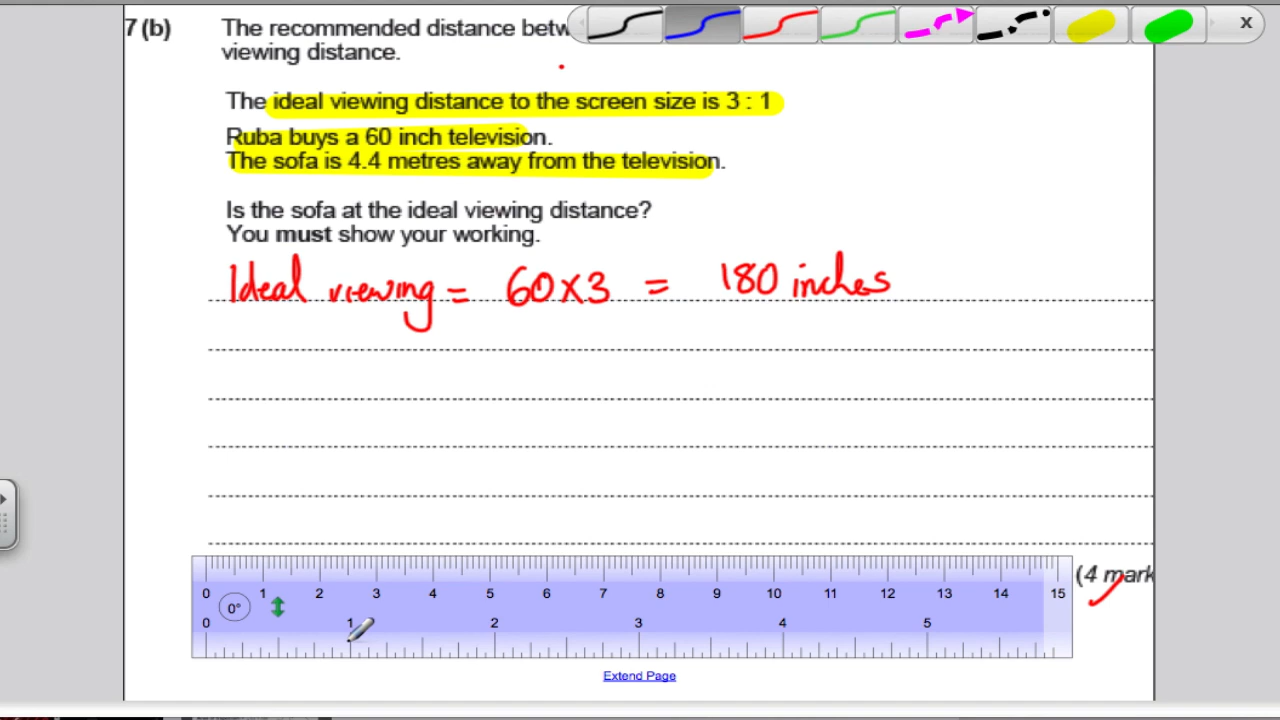 7 (b) The recommended distance
viewing distance.
The ideal viewing distance to the screen size is 3 : 1
Ruba buys a 60 inch television.
The sofa is 4.4 metres away from the television.
Is the sofa at the ideal viewing distance?
You must show your working.
Ideal viewing = 60 x 3 = 180 inches
(4 mark
0 1 2 3 4 5 6 7 8 9 10 11 12 13 14 15
0°
0 1 2 3 4 5
Extend Page
x